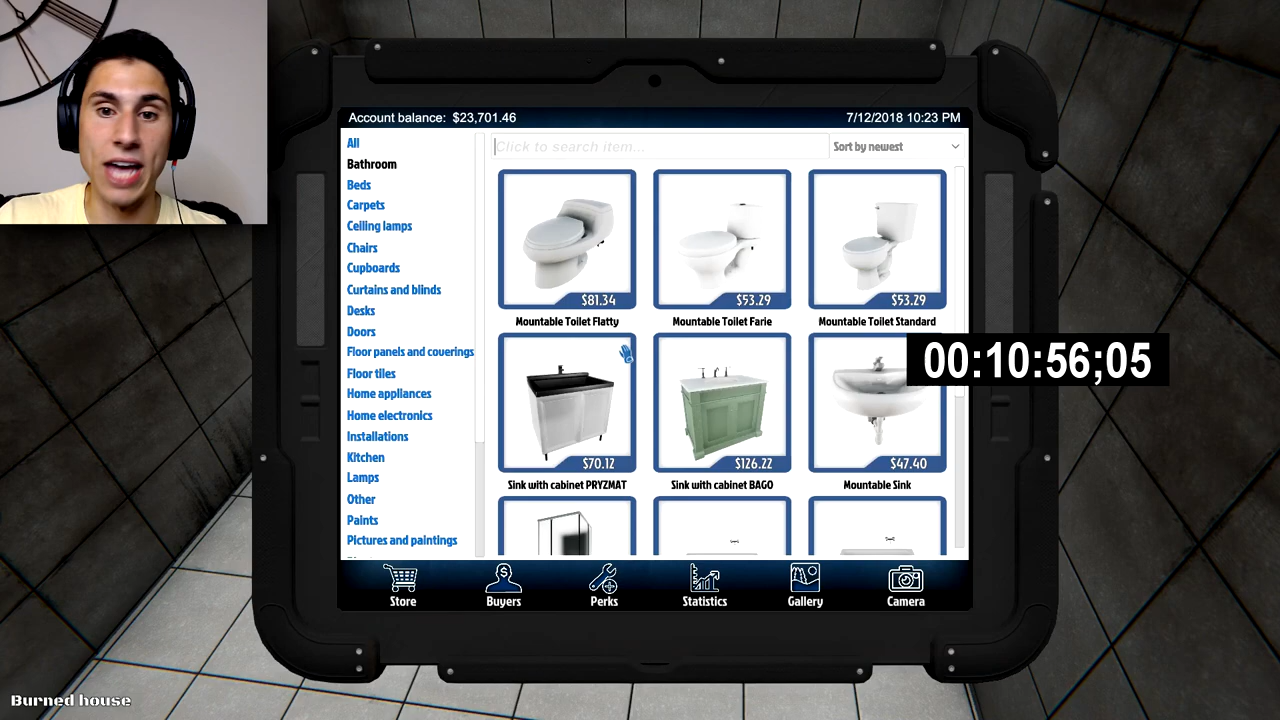 Account balance: $23,701.46
7/12/2018 10:23 PM
All
Bathroom
Beds
Carpets
Ceiling lamps
Chairs
Cupboards
Curtains and blinds
Desks
Doors
Floor panels and coverings
Floor tiles
Home appliances
Home electronics
Installations
Kitchen
Lamps
Other
Paints
Pictures and paintings
Click to search item...
Sort by newest
$81.34
$53.29
$53.29
Mountable Toilet Flatty
Mountable Toilet Farie
Mountable Toilet Standard
00:10:56;05
$70.12
$126.22
$47.40
Sink with cabinet PRYZMAT
Sink with cabinet BAGO
Mountable Sink
Store
Buyers
Perks
Statistics
Gallery
Camera
Burned house